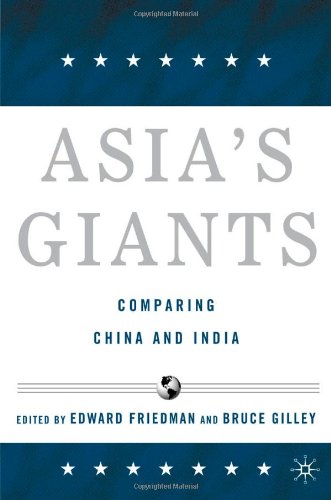 ASIA'S
GIANTS
COMPARING
CHINA AND INDIA
EDITED BY EDWARD FRIEDMAN AND BRUCE GILLEY